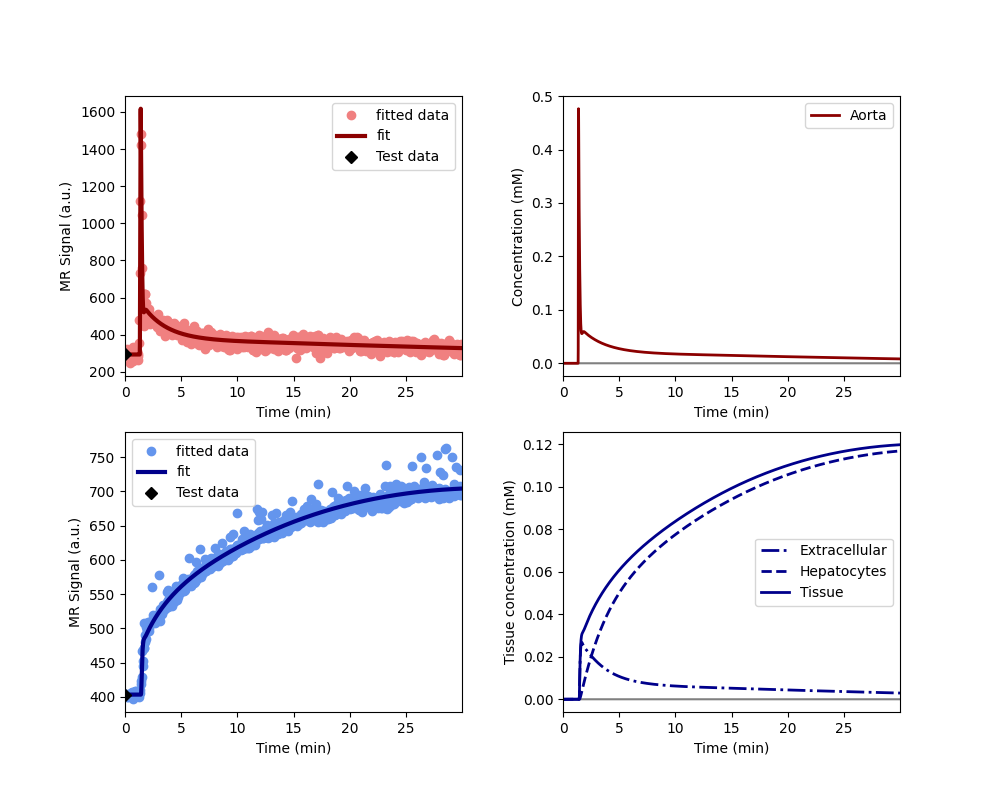 MR Signal (a.u.)
1600
1400
1200
1000
800
600
400
200
0
5
10
15
20
25
Time (min)
fitted data
fit
Test data
Concentration (mM)
0.5
0.4
0.3
0.2
0.1
0.0
0
5
10
15
20
25
Time (min)
Aorta
MR Signal (a.u.)
750
700
650
600
550
500
450
400
0
5
10
15
20
25
Time (min)
fitted data
fit
Test data
Tissue concentration (mM)
0.12
0.10
0.08
0.06
0.04
0.02
0.00
0
5
10
15
20
25
Time (min)
Extracellular
Hepatocytes
Tissue